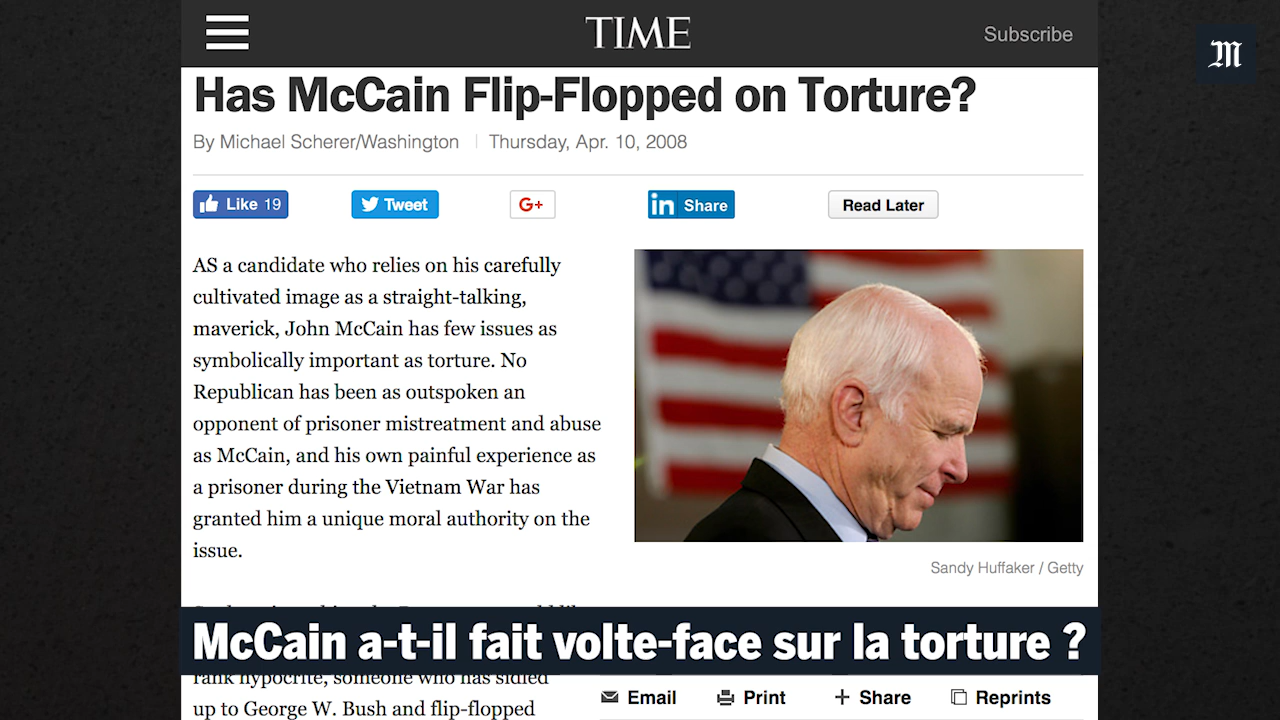 TIME
Subscribe
M
Has McCain Flip-Flopped on Torture?
By Michael Scherer/Washington | Thursday, Apr. 10, 2008
Like 19
Tweet
G+
in Share
Read Later
AS a candidate who relies on his carefully
cultivated image as a straight-talking,
maverick, John McCain has few issues as
symbolically important as torture. No
Republican has been as outspoken an
opponent of prisoner mistreatment and abuse
as McCain, and his own painful experience as
a prisoner during the Vietnam War has
granted him a unique moral authority on the
issue.
Sandy Huffaker / Getty
McCain a-t-il fait volte-face sur la torture ?
rank hypocrite, someone who has sidled
up to George W. Bush and flip-flopped
Email
Print
+ Share
Reprints